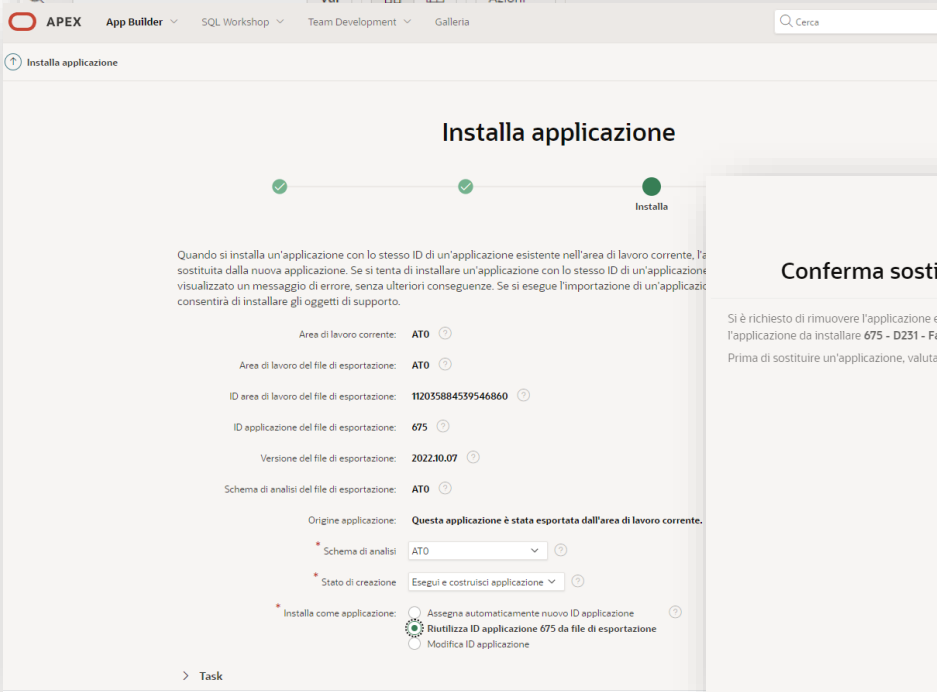 APEX
App Builder
SQL Workshop
Team Development
Galleria
Cerca
Installa applicazione
Installa applicazione
Installa
Quando si installa un'applicazione con lo stesso ID di un'applicazione esistente nell'area di lavoro corrente, l'a
sostituita dalla nuova applicazione. Se si tenta di installare un'applicazione con lo stesso ID di un'applicazione
visualizzato un messaggio di errore, senza ulteriori conseguenze. Se si esegue l'importazione di un'applicazio
consentirà di installare gli oggetti di supporto.
Area di lavoro corrente: AT0
Area di lavoro del file di esportazione: AT0
ID area di lavoro del file di esportazione: 112035884539546860
ID applicazione del file di esportazione: 675
Versione del file di esportazione: 2022.10.07
Schema di analisi del file di esportazione: AT0
Origine applicazione: Questa applicazione è stata esportata dall'area di lavoro corrente.
* Schema di analisi AT0
* Stato di creazione Esegui e costruisci applicazione
* Installa come applicazione: Assegna automaticamente nuovo ID applicazione
Riutilizza ID applicazione 675 da file di esportazione
Modifica ID applicazione
Task
Conferma sosti
Si è richiesto di rimuovere l'applicazione e
l'applicazione da installare 675 - D231 - Fa
Prima di sostituire un'applicazione, valuta